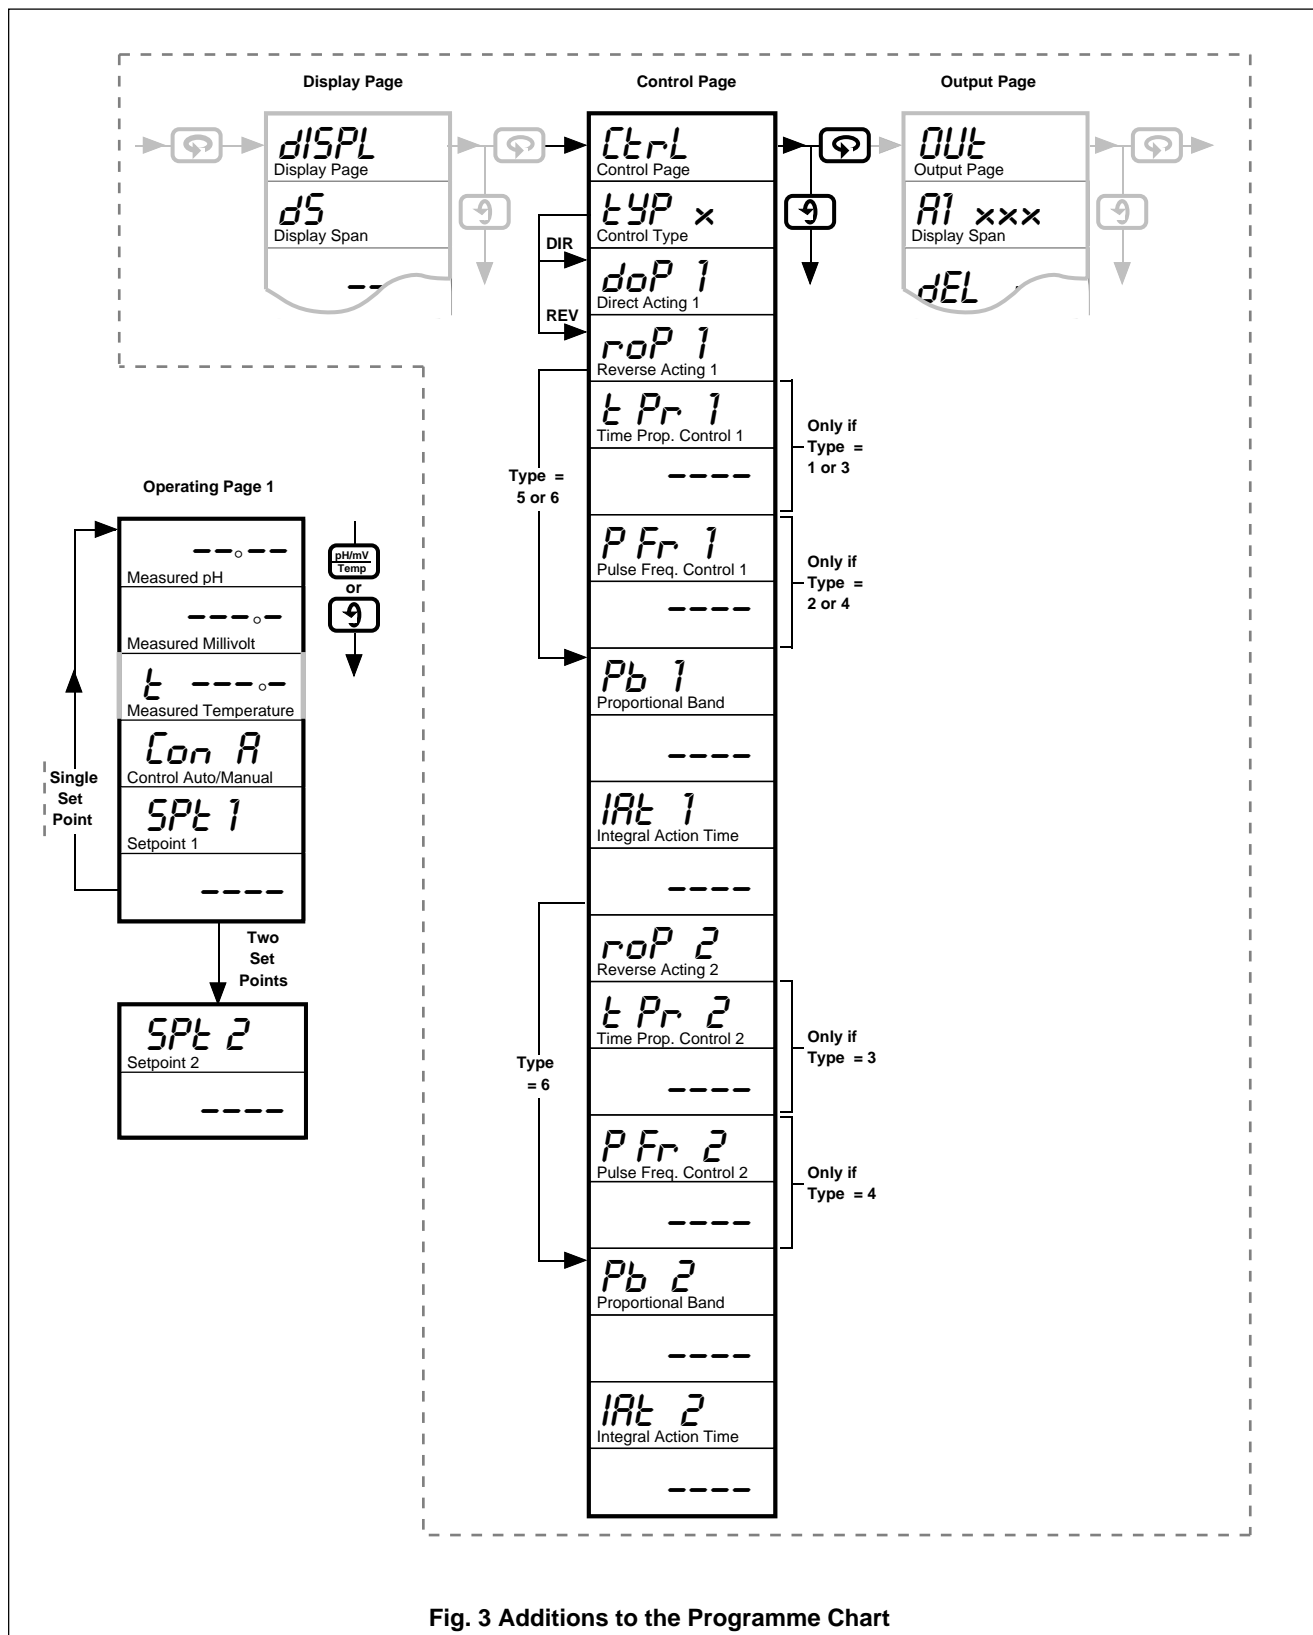 Display Page
Control Page
Output Page
dISPL
Display Page
dS
Display Span
--
CtrL
Control Page
tYP x
Control Type
DIR
doP 1
Direct Acting 1
REV
roP 1
Reverse Acting 1
t Pr 1
Time Prop. Control 1
----
Only if
Type =
1 or 3
Type =
5 or 6
P Fr 1
Pulse Freq. Control 1
----
Only if
Type =
2 or 4
Pb 1
Proportional Band
----
IAt 1
Integral Action Time
----
roP 2
Reverse Acting 2
t Pr 2
Time Prop. Control 2
----
Only if
Type = 3
Type
= 6
P Fr 2
Pulse Freq. Control 2
----
Only if
Type = 4
Pb 2
Proportional Band
----
IAt 2
Integral Action Time
----
OUt
Output Page
A1 xxx
Display Span
dEL -
Operating Page 1
--.--
Measured pH
---.-
Measured Millivolt
t ---.-
Measured Temperature
Con A
Control Auto/Manual
SPt 1
Setpoint 1
----
pH/mV
Temp
or
Single
Set
Point
Two
Set
Points
SPt 2
Setpoint 2
----
Fig. 3 Additions to the Programme Chart